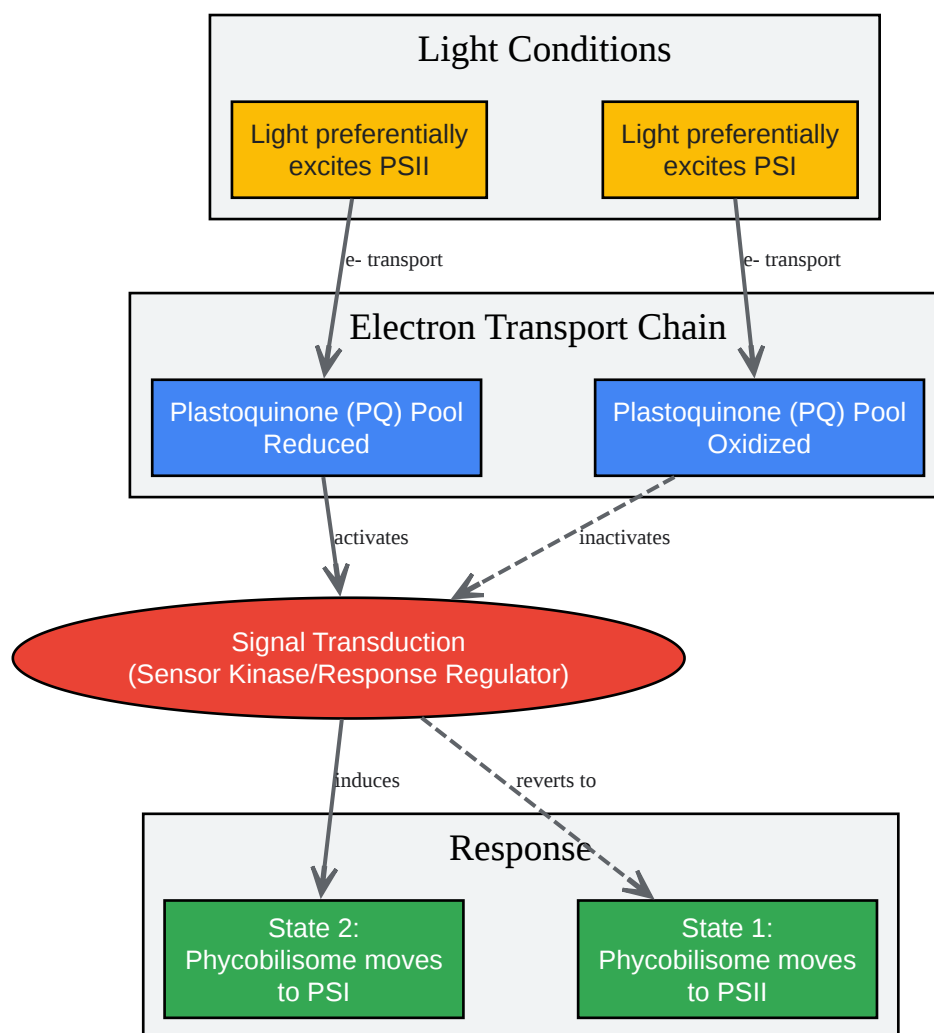 Light Conditions
Light preferentially
excites PSII
Light preferentially
excites PSI
e- transport
e- transport
Electron Transport Chain
Plastoquinone (PQ) Pool
Reduced
Plastoquinone (PQ) Pool
Oxidized
activates
inactivates
Signal Transduction
(Sensor Kinase/Response Regulator)
induces
reverts to
Response
State 2:
Phycobilisome moves
to PSI
State 1:
Phycobilisome moves
to PSII